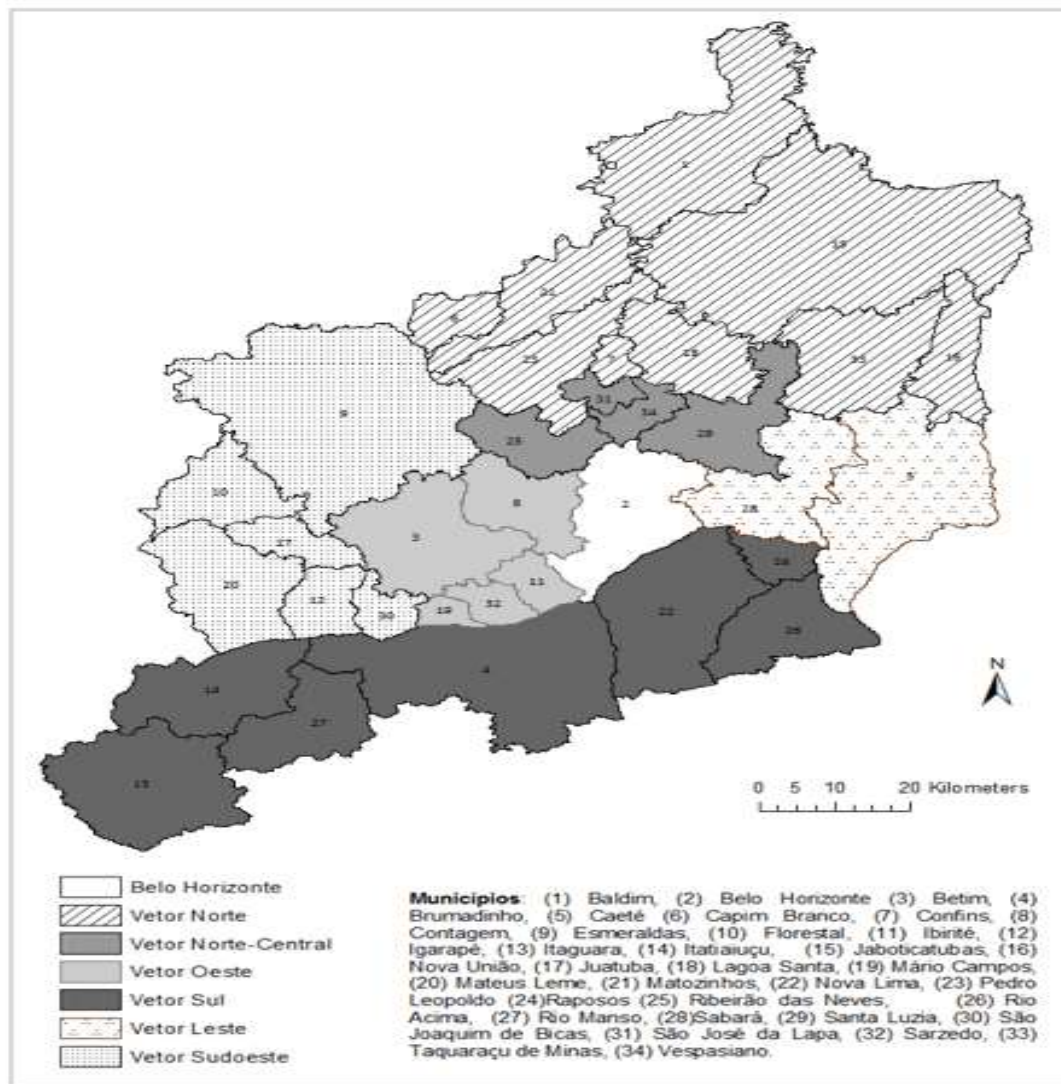 N
0 5 10 20 Kilometers
Belo Horizonte
Vetor Norte
Vetor Norte-Central
Vetor Oeste
Vetor Sul
Vetor Leste
Vetor Sudoeste
Municípios: (1) Baldim, (2) Belo Horizonte (3) Betim, (4)
Brumadinho, (5) Caeté (6) Capim Branco, (7) Confins, (8)
Contagem, (9) Esmeraldas, (10) Florestal, (11) Ibirité, (12)
Igarapé, (13) Itaguara, (14) Itatiaiuçu, (15) Jaboticatubas, (16)
Nova União, (17) Juatuba, (18) Lagoa Santa, (19) Mário Campos,
(20) Mateus Leme, (21) Matozinhos, (22) Nova Lima, (23) Pedro
Leopoldo (24)Raposos (25) Ribeirão das Neves, (26) Rio
Acima, (27) Rio Manso, (28)Sabará, (29) Santa Luzia, (30) São
Joaquim de Bicas, (31) São José da Lapa, (32) Sarzedo, (33)
Taquaraçu de Minas, (34) Vespasiano.